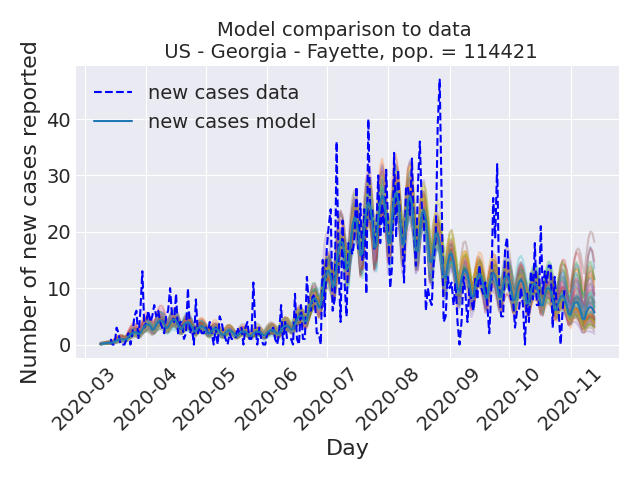 Model comparison to data
US - Georgia - Fayette, pop. = 114421
Number of new cases reported
new cases data
new cases model
40
30
20
10
0
2020-03
2020-04
2020-05
2020-06
2020-07
2020-08
2020-09
2020-10
2020-11
Day